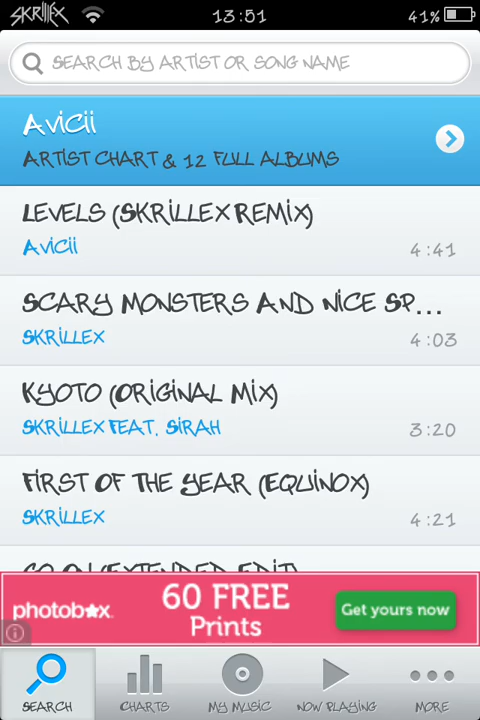 SKRillEX 13:51 41%
SEARCH BY ARTIST OR SONG NAME
Avicii
ARTIST CHART & 12 FULL ALBUMS
LEVELS (SKRILLEX REMIX)
Avicii 4:41
SCARY MONSTERS AND NICE SP...
SKRILLEX 4:03
KYOTO (ORIGINAL MIX)
SKRILLEX FEAT. SIRAH 3:20
FIRST OF THE YEAR (EQUINOX)
SKRILLEX 4:21
(EXTENDED EDIT)
photobox 60 FREE
Prints
Get yours now
SEARCH CHARTS MY MUSIC NOW PLAYING MORE